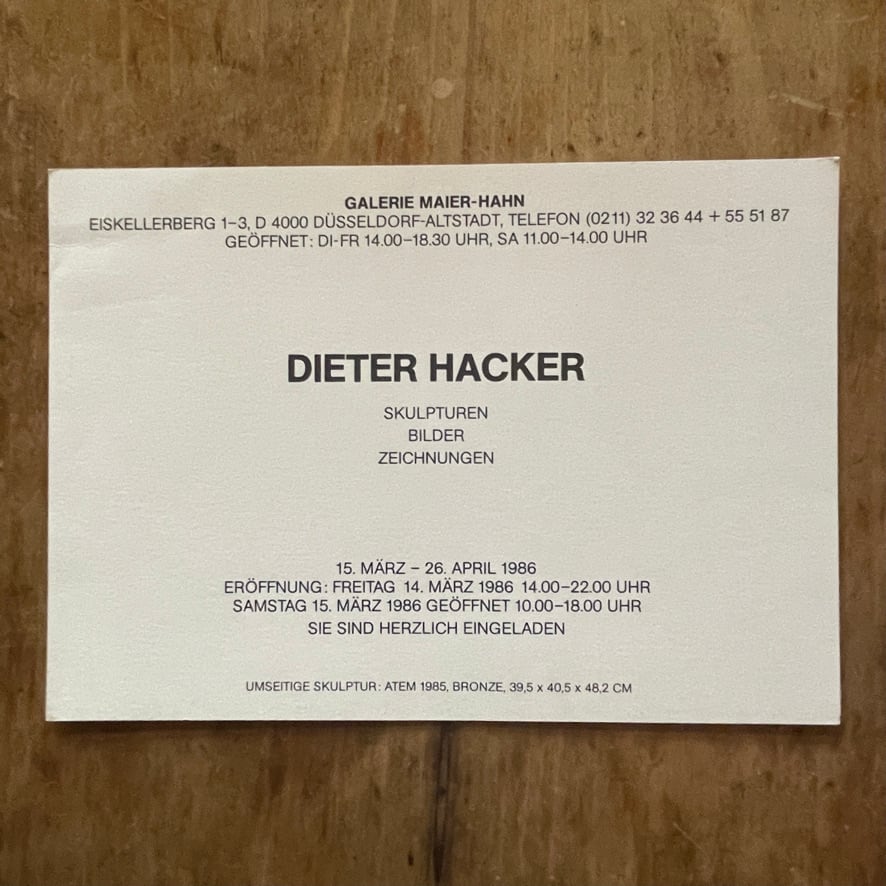 GALERIE MAIER-HAHN
EISKELLERBERG 1–3, D 4000 DÜSSELDORF-ALTSTADT, TELEFON (0211) 32 36 44 + 55 51 87
GEÖFFNET: DI-FR 14.00–18.30 UHR, SA 11.00–14.00 UHR
DIETER HACKER
SKULPTUREN
BILDER
ZEICHNUNGEN
15. MÄRZ – 26. APRIL 1986
ERÖFFNUNG: FREITAG 14. MÄRZ 1986 14.00–22.00 UHR
SAMSTAG 15. MÄRZ 1986 GEÖFFNET 10.00–18.00 UHR
SIE SIND HERZLICH EINGELADEN
UMSEITIGE SKULPTUR: ATEM 1985, BRONZE, 39,5 x 40,5 x 48,2 CM